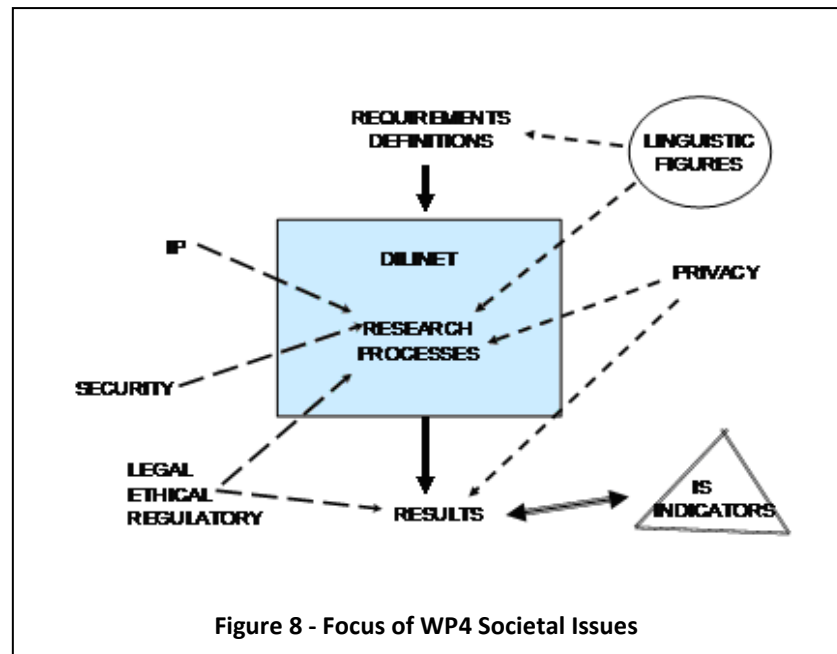 REQUIREMENTS
DEFINITIONS
LINGUISTIC
FIGURES
IP
DILINET
PRIVACY
RESEARCH
PROCESSES
SECURITY
LEGAL
ETHICAL
REGULATORY
RESULTS
IS
INDICATORS
Figure 8 - Focus of WP4 Societal Issues